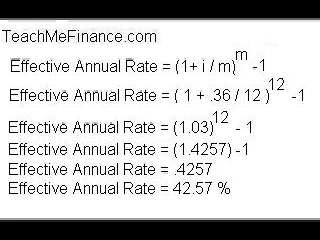 TeachMeFinance.com
Effective Annual Rate = (1+ i / m)^m -1
Effective Annual Rate = ( 1 + .36 / 12 )^12 -1
Effective Annual Rate = (1.03)^12 - 1
Effective Annual Rate = (1.4257) -1
Effective Annual Rate = .4257
Effective Annual Rate = 42.57 %